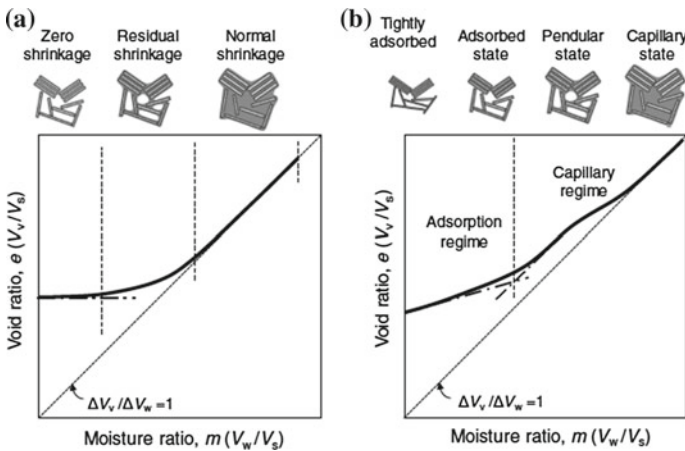 (a)
Zero
shrinkage
Residual
shrinkage
Normal
shrinkage
Void ratio, e (Vv/Vs)
ΔVv/ΔVw=1
Moisture ratio, m (Vw/Vs)
(b)
Tightly
adsorbed
Adsorbed
state
Pendular
state
Capillary
state
Capillary
regime
Adsorption
regime
Void ratio, e (Vv/Vs)
ΔVv/ΔVw=1
Moisture ratio, m (Vw/Vs)